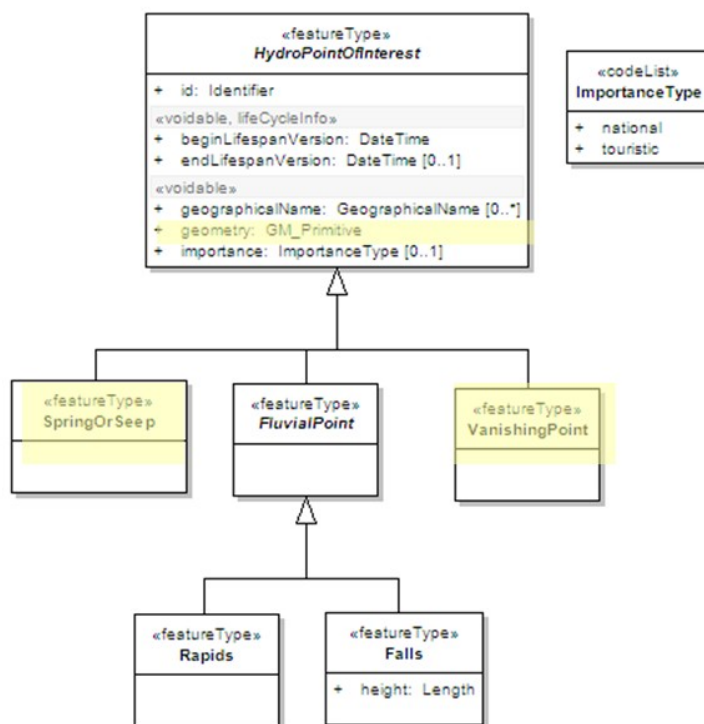 «featureType»
HydroPointOfInterest
+ id: Identifier
«voidable, lifeCycleInfo»
+ beginLifespanVersion: DateTime
+ endLifespanVersion: DateTime [0..1]
«voidable»
+ geographicalName: GeographicalName [0..*]
+ geometry: GM_Primitive
+ importance: ImportanceType [0..1]
«codeList»
ImportanceType
+ national
+ touristic
«featureType»
SpringOrSeep
«featureType»
FluvialPoint
«featureType»
VanishingPoint
«featureType»
Rapids
«featureType»
Falls
+ height: Length